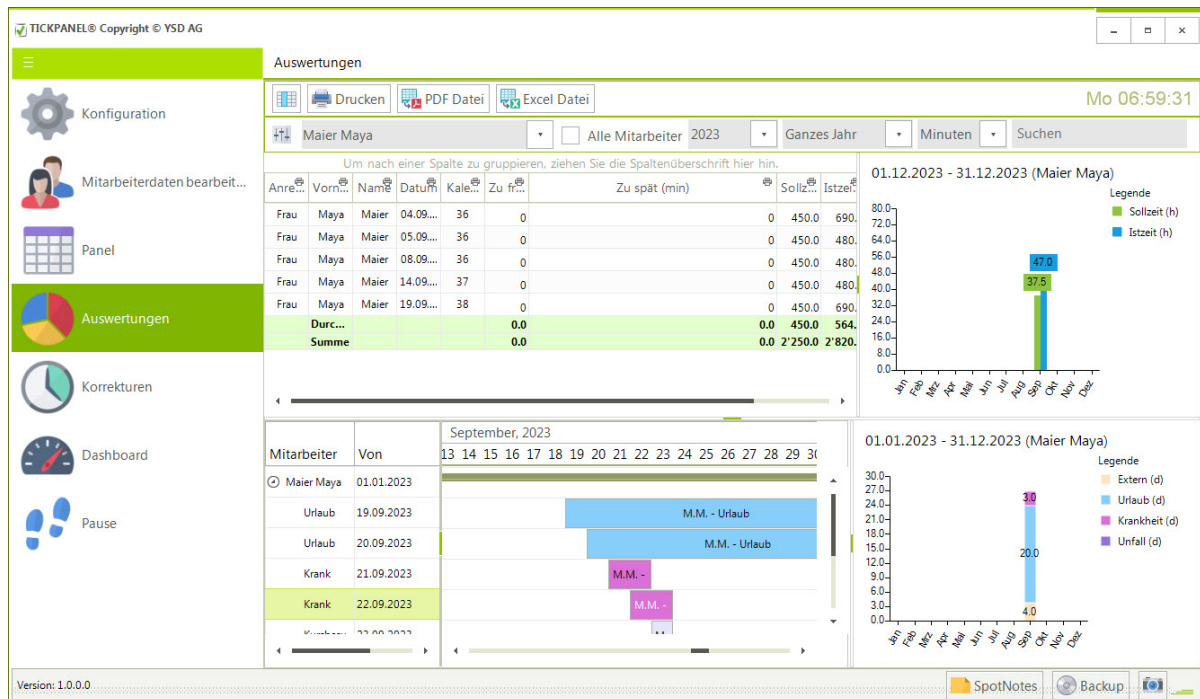 TICKPANEL® Copyright © YSD AG
Auswertungen
Konfiguration
Mitarbeiterdaten bearbeit...
Panel
Auswertungen
Korrekturen
Dashboard
Pause
Drucken PDF Datei Excel Datei Mo 06:59:31
Maier Maya Alle Mitarbeiter 2023 Ganzes Jahr Minuten Suchen
Um nach einer Spalte zu gruppieren, ziehen Sie die Spaltenüberschrift hier hin.
Anre... Vorn... Name Datum Kale... Zu fr... Zu spät (min) Sollz... Istzei
Frau Maya Maier 04.09.... 36 0 0 450.0 690.
Frau Maya Maier 05.09.... 36 0 0 450.0 480.
Frau Maya Maier 08.09.... 36 0 0 450.0 480.
Frau Maya Maier 14.09.... 37 0 0 450.0 480.
Frau Maya Maier 19.09.... 38 0 0 450.0 690.
Durc... 0.0 0.0 450.0 564.
Summe 0.0 0.0 2'250.0 2'820.
01.12.2023 - 31.12.2023 (Maier Maya)
Legende
Sollzeit (h)
Istzeit (h)
80.0
72.0
64.0
56.0
48.0
40.0
32.0
24.0
16.0
8.0
0.0
47.0
37.5
Jan Feb Mrz Apr Mai Jun Jul Aug Sep Okt Nov Dez
September, 2023
Mitarbeiter Von 13 14 15 16 17 18 19 20 21 22 23 24 25 26 27 28 29 30
Maier Maya 01.01.2023
Urlaub 19.09.2023 M.M. - Urlaub
Urlaub 20.09.2023 M.M. - Urlaub
Krank 21.09.2023 M.M. -
Krank 22.09.2023 M.M. -
01.01.2023 - 31.12.2023 (Maier Maya)
Legende
Extern (d)
Urlaub (d)
Krankheit (d)
Unfall (d)
30.0
27.0
24.0
21.0
18.0
15.0
12.0
9.0
6.0
3.0
0.0
3.0
20.0
4.0
Jan Feb Mrz Apr Mai Jun Jul Aug Sep Okt Nov Dez
Version: 1.0.0.0 SpotNotes Backup